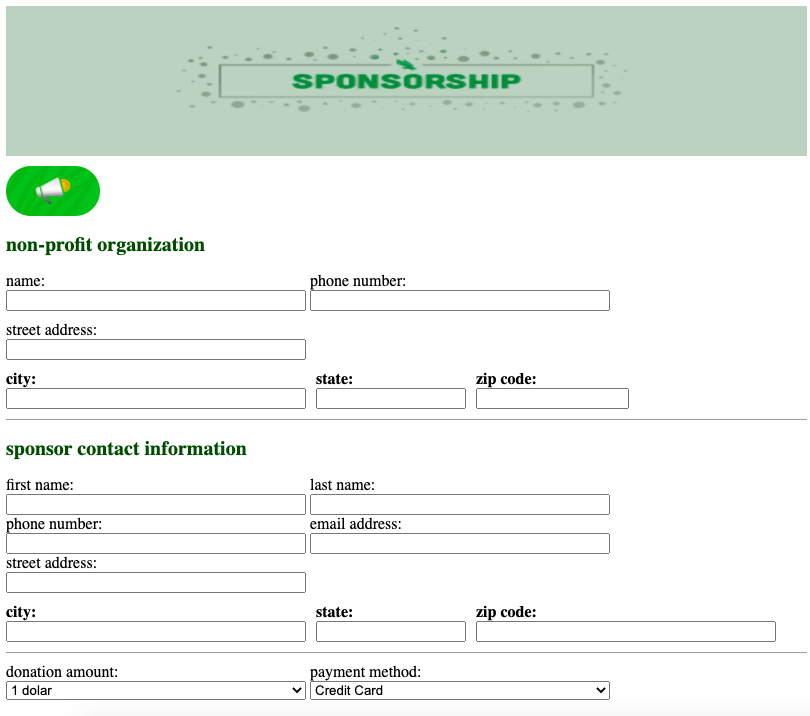 SPONSORSHIP
non-profit organization
name: phone number:
street address:
city: state: zip code:
sponsor contact information
first name: last name:
phone number: email address:
street address:
city: state: zip code:
donation amount: payment method:
1 dolar Credit Card